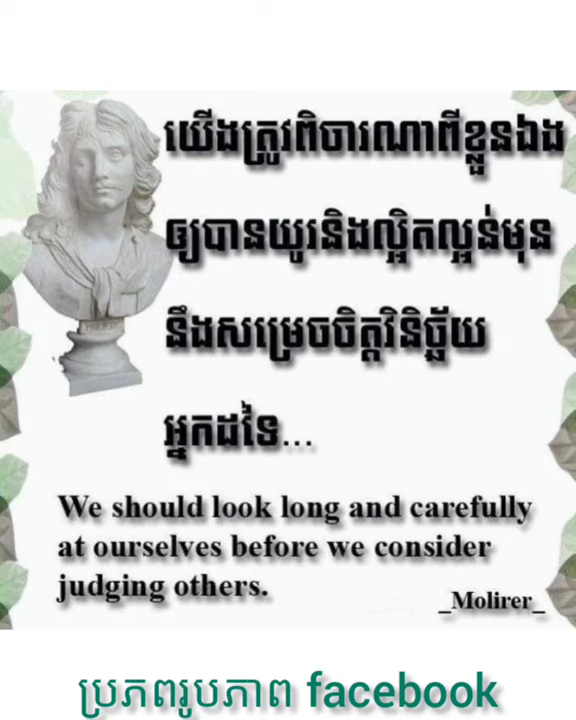 យើងត្រូវពិចារណាពីខ្លួនឯង
ឲ្យបានយូរនិងល្អិតល្អន់មុន
នឹងសម្រេចចិត្តវិនិច្ឆ័យ
អ្នកដទៃ...
We should look long and carefully
at ourselves before we consider
judging others.
_Molirer_
ប្រភពរូបភាព facebook